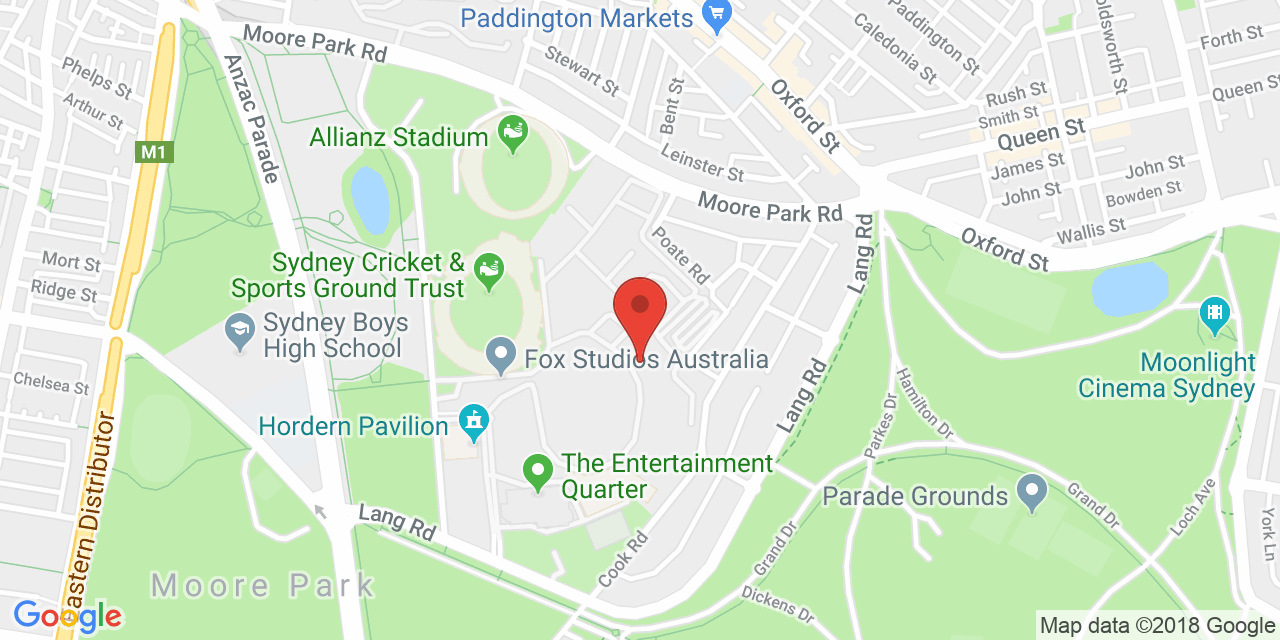 Paddington Markets
Moore Park Rd
Stewart St
Caledonia St
Paddington St
oldsworth St
Forth St
Phelps St
Arthur St
Anzac Parade
Bent St
Oxford St
Rush St
Smith St
Queen St
Queen St
M1
Allianz Stadium
Leinster St
James St
John St
John St
Bowden St
Moore Park Rd
Wallis St
Mort St
Ridge St
Sydney Cricket &
Sports Ground Trust
Poate Rd
Lang Rd
Oxford St
Sydney Boys
High School
Fox Studios Australia
Moonlight
Cinema Sydney
Chelsea St
Lang Rd
Hamilton Dr
Parkes Dr
Hordern Pavilion
The Entertainment
Quarter
Parade Grounds
Grand Dr
Loch Ave
Lang Rd
Eastern Distributor
Cook Rd
Grand Dr
York Ln
Moore Park
Dickens Dr
Google
Map data ©2018 Google